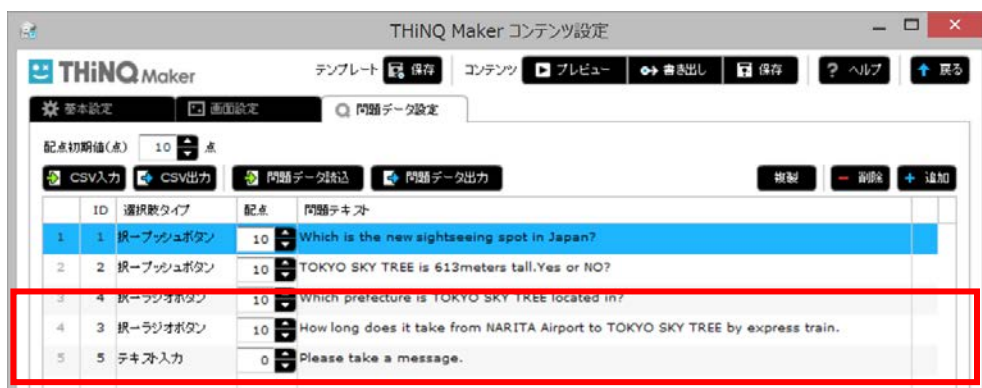 THiNQ Maker コンテンツ設定
THiNQ Maker テンプレート 保存 コンテンツ プレビュー 書き出し 保存 ? ヘルプ 戻る
基本設定 画面設定 問題データ設定
配点初期値(点) 10 点
CSV入力 CSV出力 問題データ読込 問題データ出力 複製 削除 追加
ID 選択肢タイプ 配点 問題テキスト
1 1 択一プッシュボタン 10 Which is the new sightseeing spot in Japan?
2 2 択一プッシュボタン 10 TOKYO SKY TREE is 613meters tall.Yes or NO?
3 4 択一ラジオボタン 10 Which prefecture is TOKYO SKY TREE located in?
4 3 択一ラジオボタン 10 How long does it take from NARITA Airport to TOKYO SKY TREE by express train.
5 5 テキスト入力 0 Please take a message.